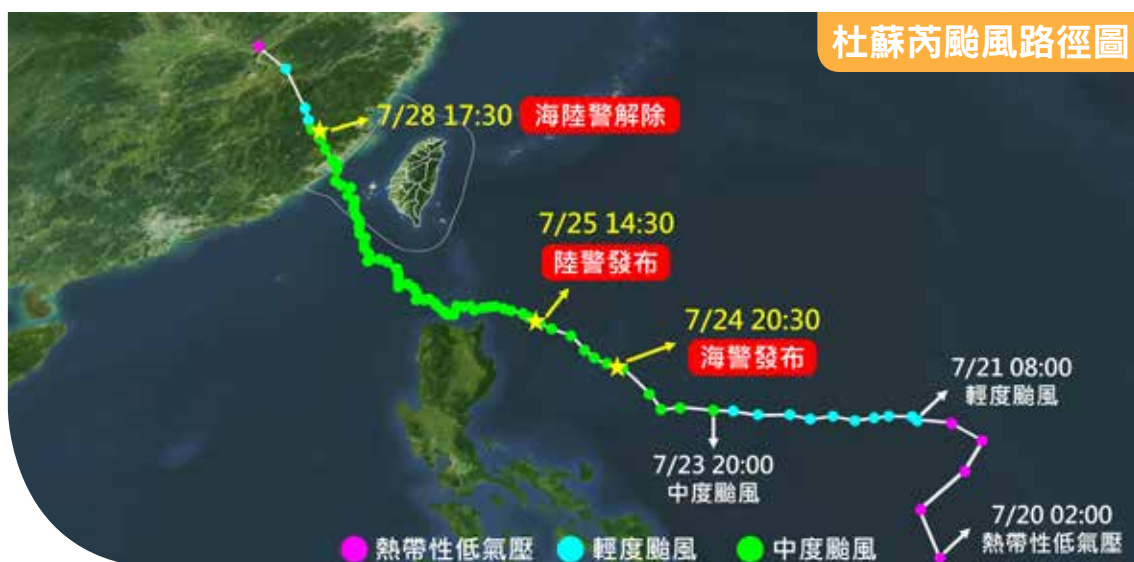 杜蘇芮颱風路徑圖
7/28 17:30 海陸警解除
7/25 14:30
陸警發布
7/24 20:30
海警發布
7/21 08:00
輕度颱風
7/23 20:00
中度颱風
7/20 02:00
熱帶性低氣壓
熱帶性低氣壓 輕度颱風 中度颱風